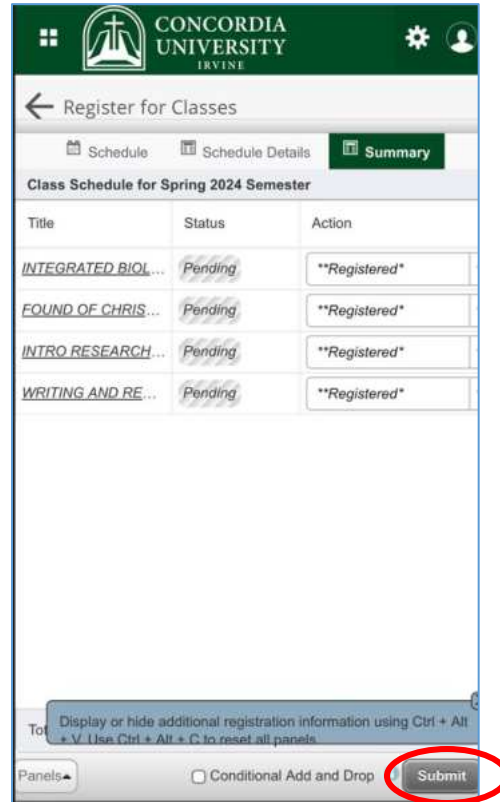 CONCORDIA
UNIVERSITY
IRVINE
Register for Classes
Schedule Schedule Details Summary
Class Schedule for Spring 2024 Semester
Title Status Action
INTEGRATED BIOL... Pending **Registered*
FOUND OF CHRIS... Pending **Registered*
INTRO RESEARCH... Pending **Registered*
WRITING AND RE... Pending **Registered*
Tot
Display or hide additional registration information using Ctrl + Alt
+ V. Use Ctrl + Alt + C to reset all panels
Panels Conditional Add and Drop Submit